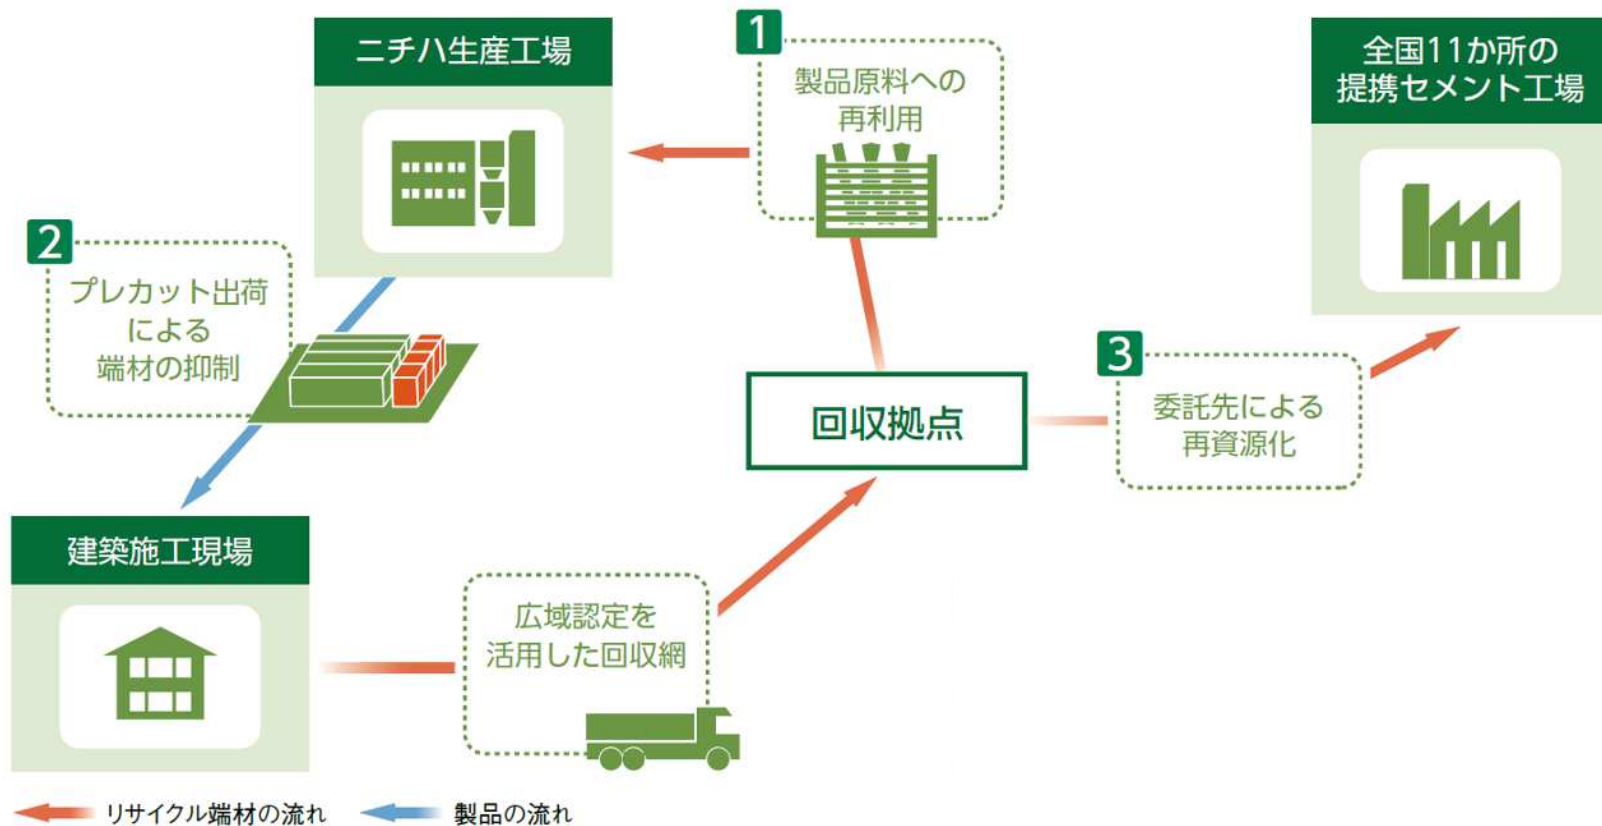 ニチハ生産工場
1
製品原料への
再利用
全国11か所の
提携セメント工場
2
プレカット出荷
による
端材の抑制
3
委託先による
再資源化
回収拠点
建築施工現場
広域認定を
活用した回収網
リサイクル端材の流れ
製品の流れ